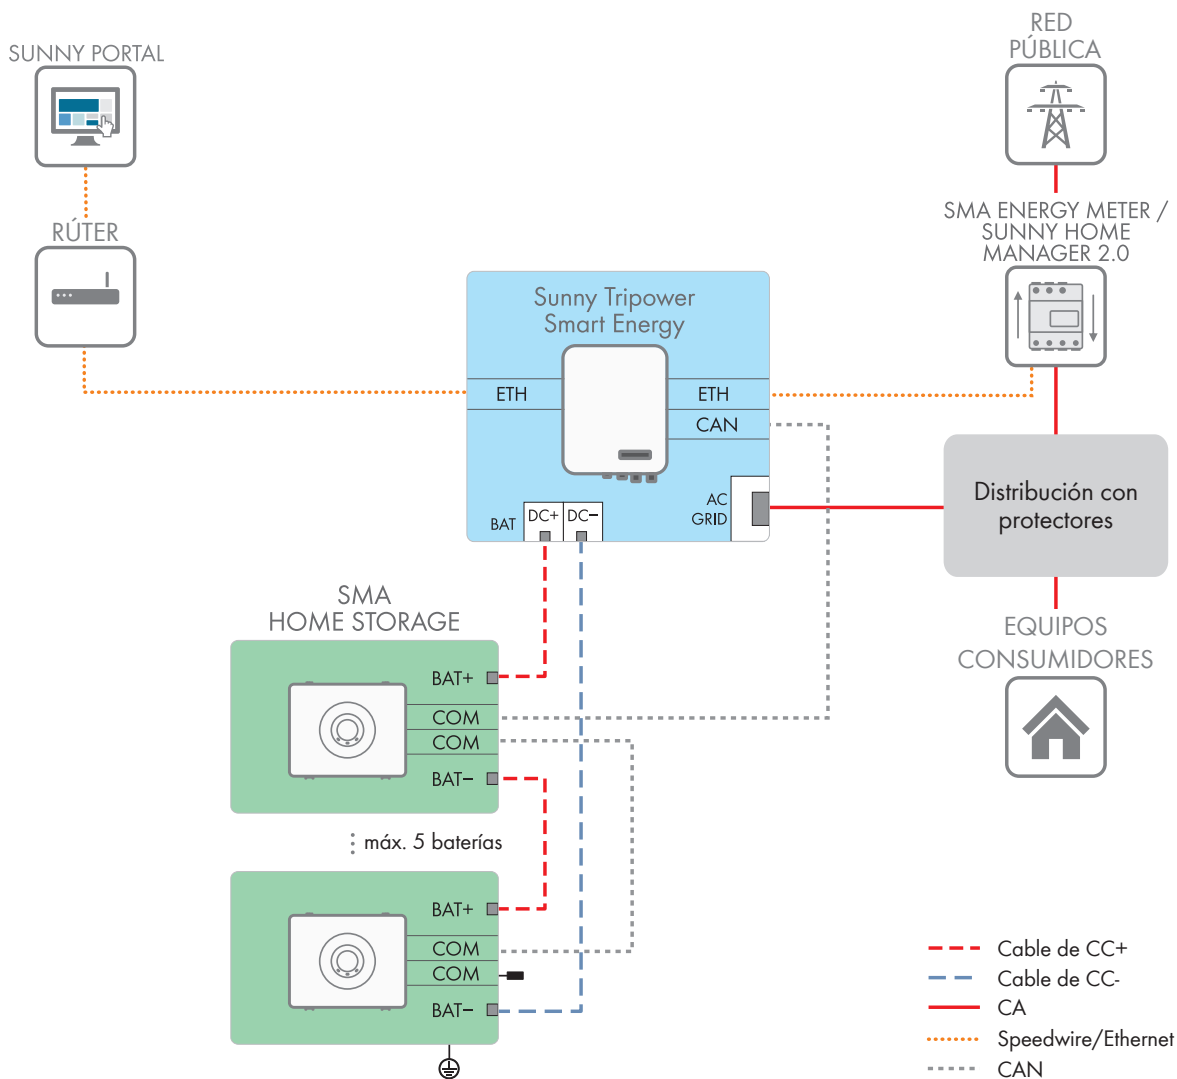 SUNNY PORTAL
RÚTER
RED
PÚBLICA
SMA ENERGY METER /
SUNNY HOME
MANAGER 2.0
Sunny Tripower
Smart Energy
ETH
ETH
CAN
BAT
DC+
DC−
AC
GRID
Distribución con
protectores
EQUIPOS
CONSUMIDORES
SMA
HOME STORAGE
BAT+
COM
COM
BAT−
máx. 5 baterías
BAT+
COM
COM
BAT−
Cable de CC+
Cable de CC-
CA
Speedwire/Ethernet
CAN